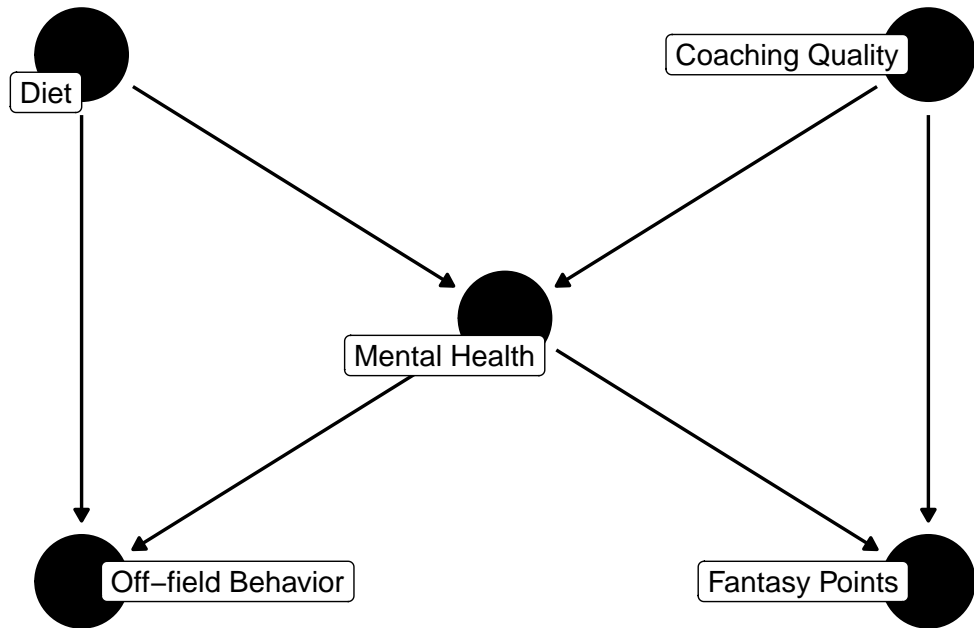 Diet
Coaching Quality
Mental Health
Off−field Behavior
Fantasy Points